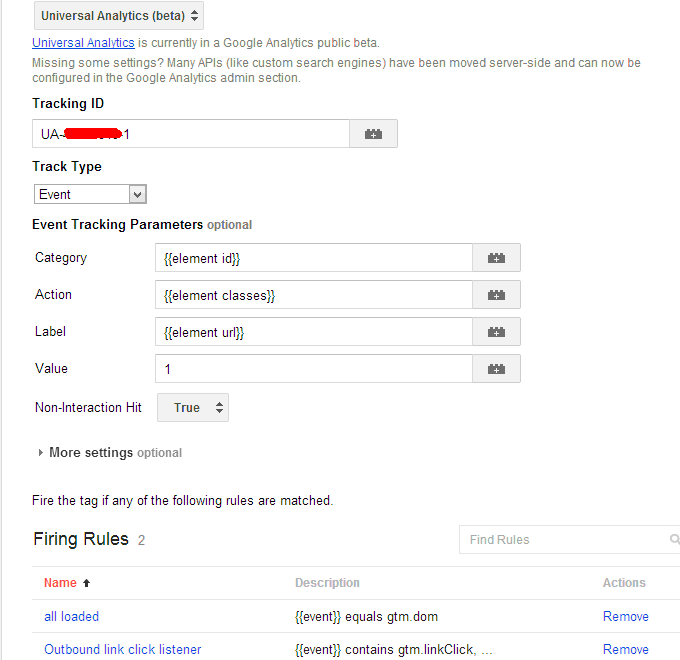 Universal Analytics (beta)
Universal Analytics is currently in a Google Analytics public beta.
Missing some settings? Many APIs (like custom search engines) have been moved server-side and can now be
configured in the Google Analytics admin section.
Tracking ID
UA- -1
Track Type
Event
Event Tracking Parameters optional
Category {{element id}}
Action {{element classes}}
Label {{element url}}
Value 1
Non-Interaction Hit True
More settings optional
Fire the tag if any of the following rules are matched.
Firing Rules 2 Find Rules
Name Description Actions
all loaded {{event}} equals gtm.dom Remove
Outbound link click listener {{event}} contains gtm.linkClick, ... Remove